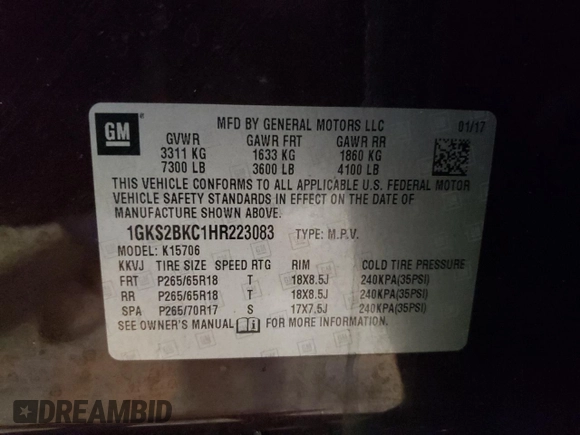 GM
MFD BY GENERAL MOTORS LLC 01/17
GVWR GAWR FRT GAWR RR
3311 KG 1633 KG 1860 KG
7300 LB 3600 LB 4100 LB
THIS VEHICLE CONFORMS TO ALL APPLICABLE U.S. FEDERAL MOTOR
VEHICLE SAFETY STANDARDS IN EFFECT ON THE DATE OF
MANUFACTURE SHOWN ABOVE.
1GKS2BKC1HR223083 TYPE: M.P.V.
MODEL: K15706
KKVJ TIRE SIZE SPEED RTG RIM COLD TIRE PRESSURE
FRT P265/65R18 T 18X8.5J 240KPA(35PSI)
RR P265/65R18 T 18X8.5J 240KPA(35PSI)
SPA P265/70R17 S 17X7.5J 240KPA(35PSI)
SEE OWNER'S MANUAL FOR MORE INFORMATION.
DREAMBID